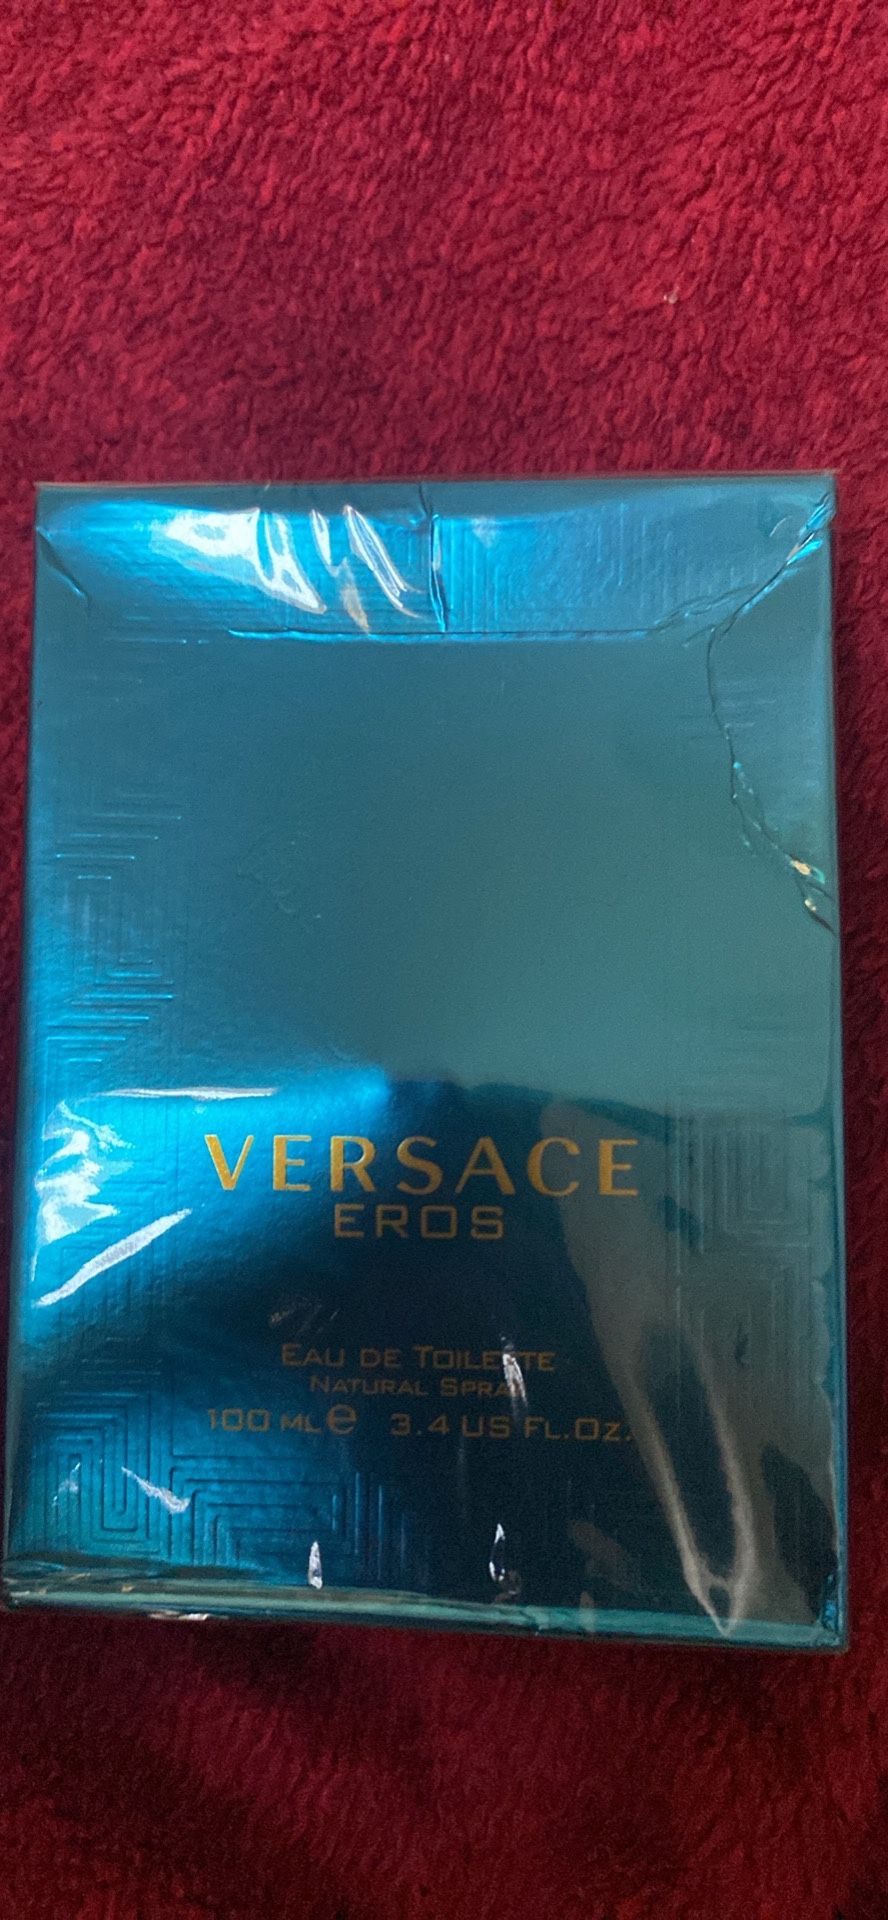 VERSACE
EROS
EAU DE TOILETTE
NATURAL SPRAY
100 ML e 3.4 US FL.OZ.